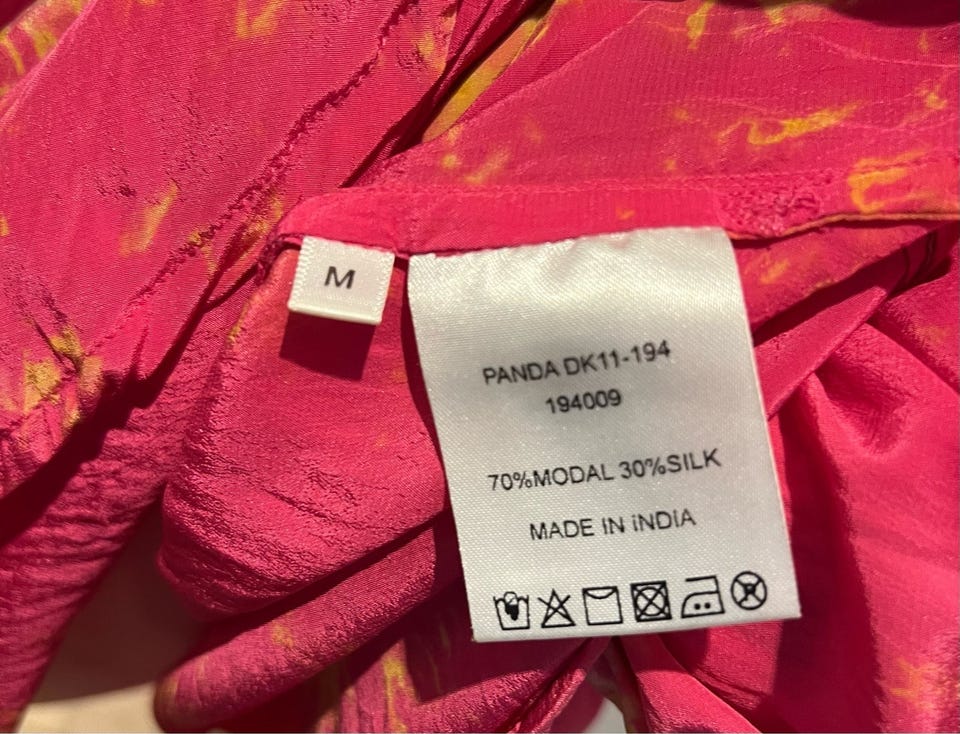 M
PANDA DK11-194
194009
70%MODAL 30%SILK
MADE IN iNDiA